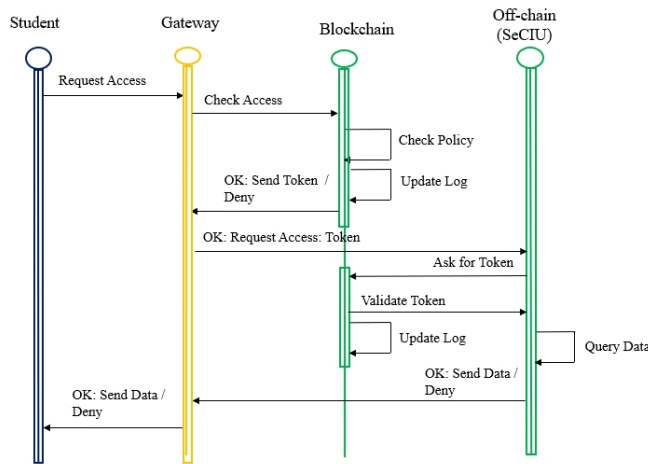 Student
Gateway
Blockchain
Off-chain
(SeCIU)
Request Access
Check Access
Check Policy
Update Log
OK: Send Token /
Deny
OK: Request Access: Token
Ask for Token
Validate Token
Update Log
Query Data
OK: Send Data /
Deny
OK: Send Data /
Deny